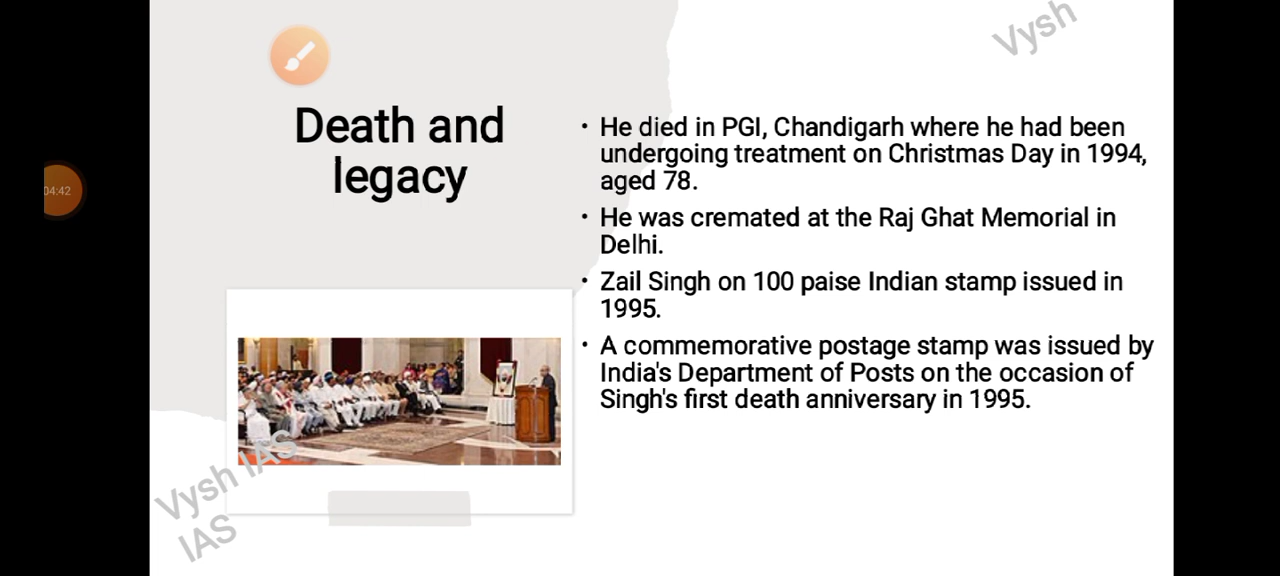 Vysh
04:42
Death and
legacy
• He died in PGI, Chandigarh where he had been
undergoing treatment on Christmas Day in 1994,
aged 78.
• He was cremated at the Raj Ghat Memorial in
Delhi.
• Zail Singh on 100 paise Indian stamp issued in
1995.
• A commemorative postage stamp was issued by
India's Department of Posts on the occasion of
Singh's first death anniversary in 1995.
Vysh IAS
IAS